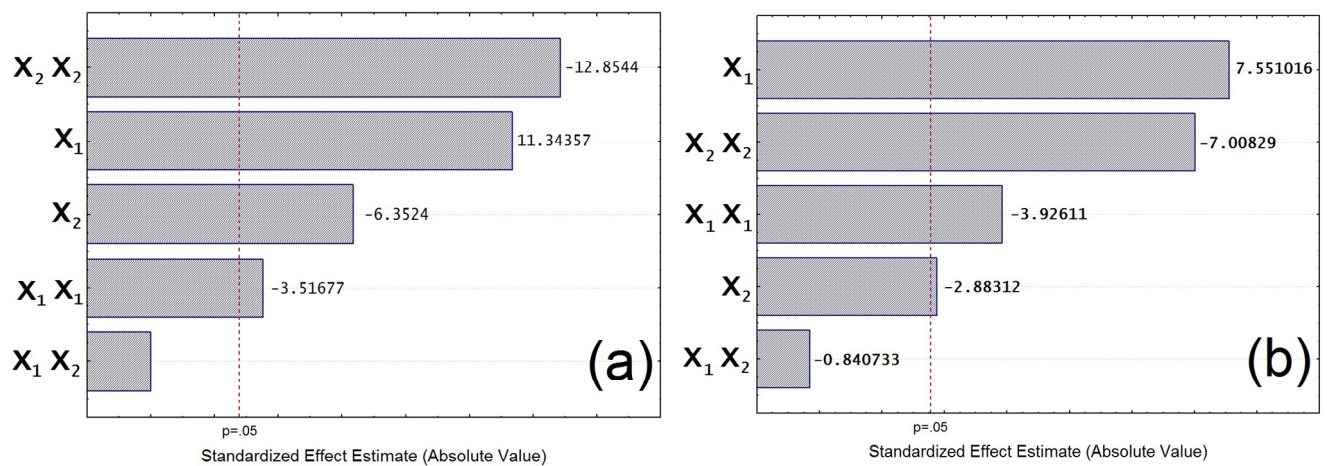 X₂ X₂
-12.8544
X₁
11.34357
X₂
-6.3524
X₁ X₁
-3.51677
X₁ X₂
(a)
p=.05
Standardized Effect Estimate (Absolute Value)
X₁
7.551016
X₂ X₂
-7.00829
X₁ X₁
-3.92611
X₂
-2.88312
X₁ X₂
-0.840733
(b)
p=.05
Standardized Effect Estimate (Absolute Value)